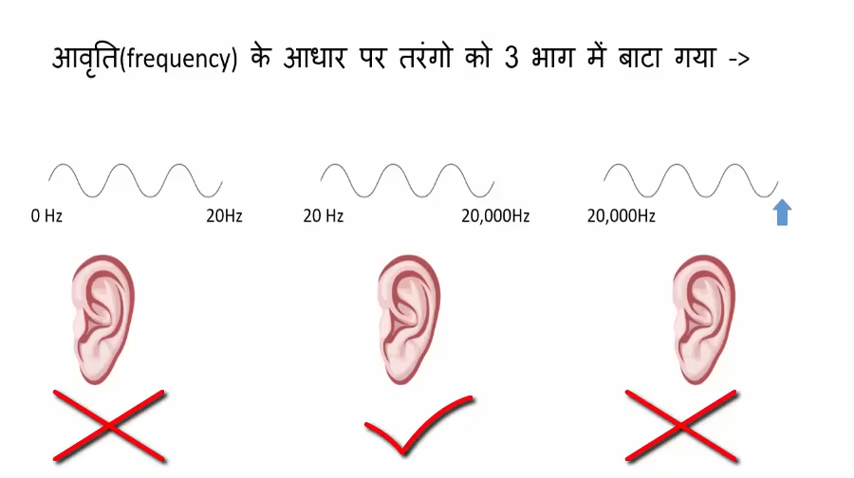 आवृति(frequency) के आधार पर तरंगो को 3 भाग में बाटा गया ->
0 Hz 20Hz 20 Hz 20,000Hz 20,000Hz